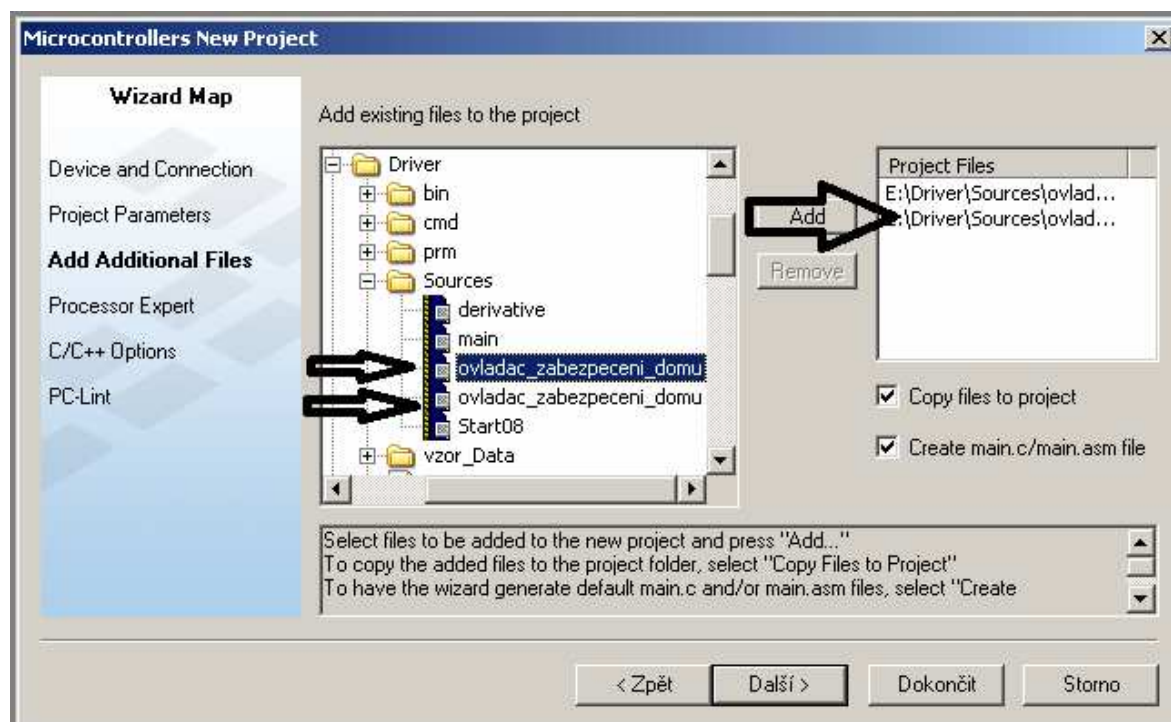 Microcontrollers New Project
Wizard Map
Device and Connection
Project Parameters
Add Additional Files
Processor Expert
C/C++ Options
PC-Lint
Add existing files to the project
Driver
bin
cmd
prm
Sources
derivative
main
ovladac_zabezpeceni_domu
ovladac_zabezpeceni_domu
Start08
vzor_Data
Add
Remove
Project Files
E:\Driver\Sources\ovlad...
:\Driver\Sources\ovlad...
Copy files to project
Create main.c/main.asm file
Select files to be added to the new project and press "Add..."
To copy the added files to the project folder, select "Copy Files to Project"
To have the wizard generate default main.c and/or main.asm files, select "Create
< Zpět
Další >
Dokončit
Storno